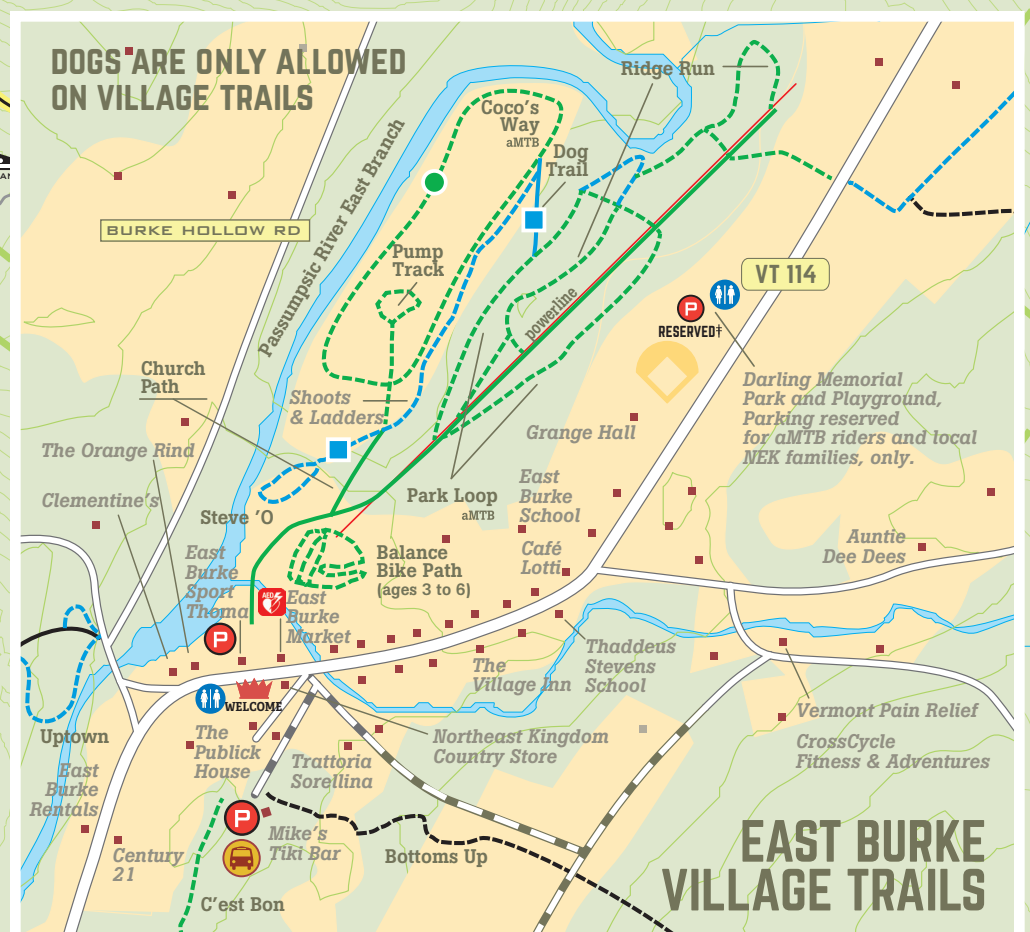 DOGS ARE ONLY ALLOWED
ON VILLAGE TRAILS
Ridge Run
Coco's
Way
aMTB
Dog
Trail
Passumpsic River East Branch
BURKE HOLLOW RD
Pump
Track
VT 114
P
RESERVED‡
powerline
Church
Path
Shoots
& Ladders
Darling Memorial
Park and Playground,
Parking reserved
for aMTB riders and local
NEK families, only.
The Orange Rind
Grange Hall
Clementine's
Park Loop
aMTB
East
Burke
School
Steve 'O
East
Burke
Sport
Thoma
Balance
Bike Path
(ages 3 to 6)
Café
Lotti
Auntie
Dee Dees
AED
East
Burke
Market
P
Thaddeus
Stevens
School
The
Village Inn
WELCOME
Uptown
The
Publick
House
Northeast Kingdom
Country Store
Vermont Pain Relief
CrossCycle
Fitness & Adventures
Trattoria
Sorellina
East
Burke
Rentals
P
Mike's
Tiki Bar
Century
21
Bottoms Up
C'est Bon
EAST BURKE
VILLAGE TRAILS